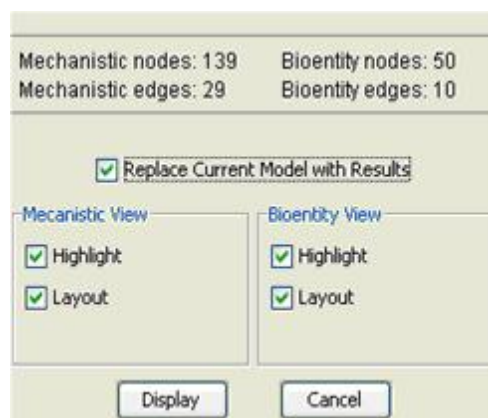 Mechanistic nodes: 139 Bioentity nodes: 50
Mechanistic edges: 29 Bioentity edges: 10
Replace Current Model with Results
Mecanistic View Bioentity View
Highlight Highlight
Layout Layout
Display Cancel